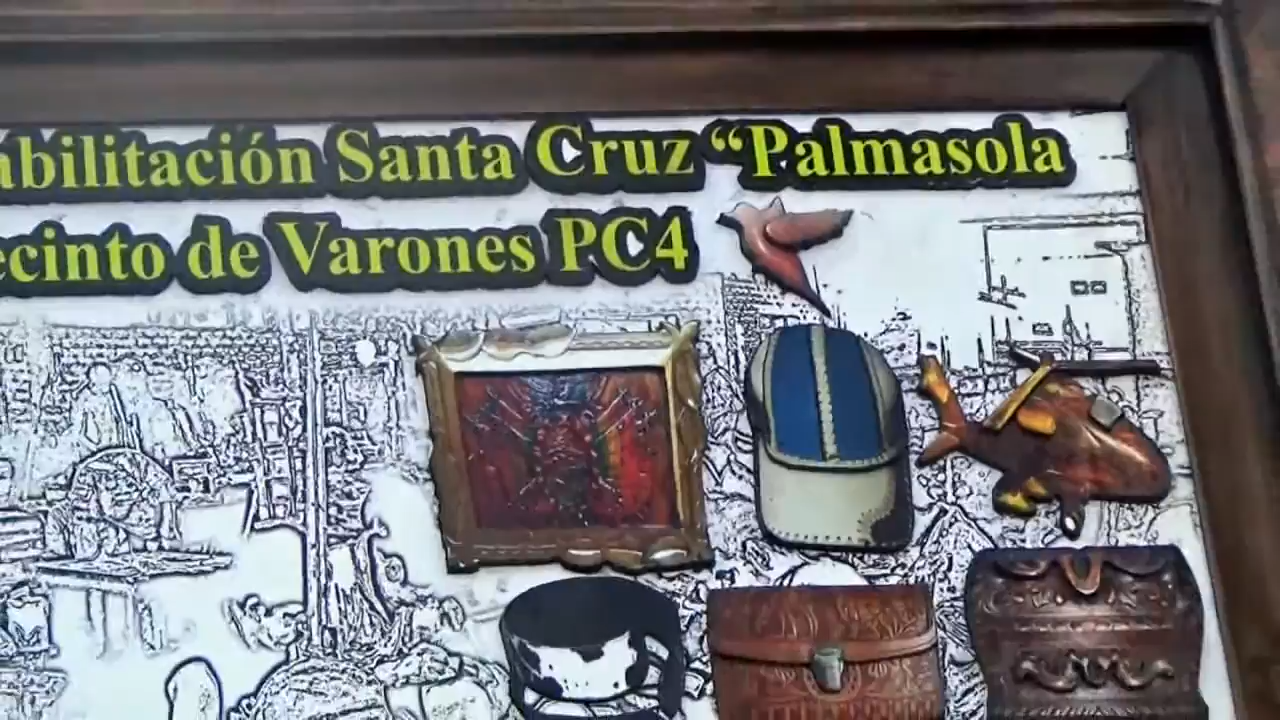 abilitación Santa Cruz “Palmasola
ecinto de Varones PC4